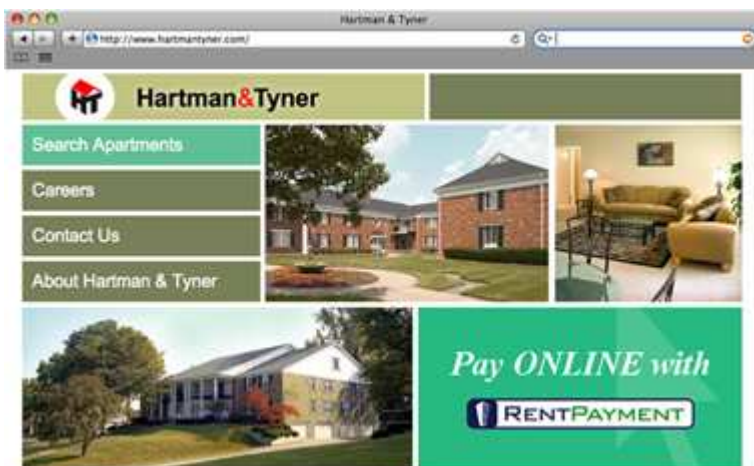 Hartman & Tyner
http://www.hartmantyner.com/
Hartman&Tyner
Search Apartments
Careers
Contact Us
About Hartman & Tyner
Pay ONLINE with
RENTPAYMENT